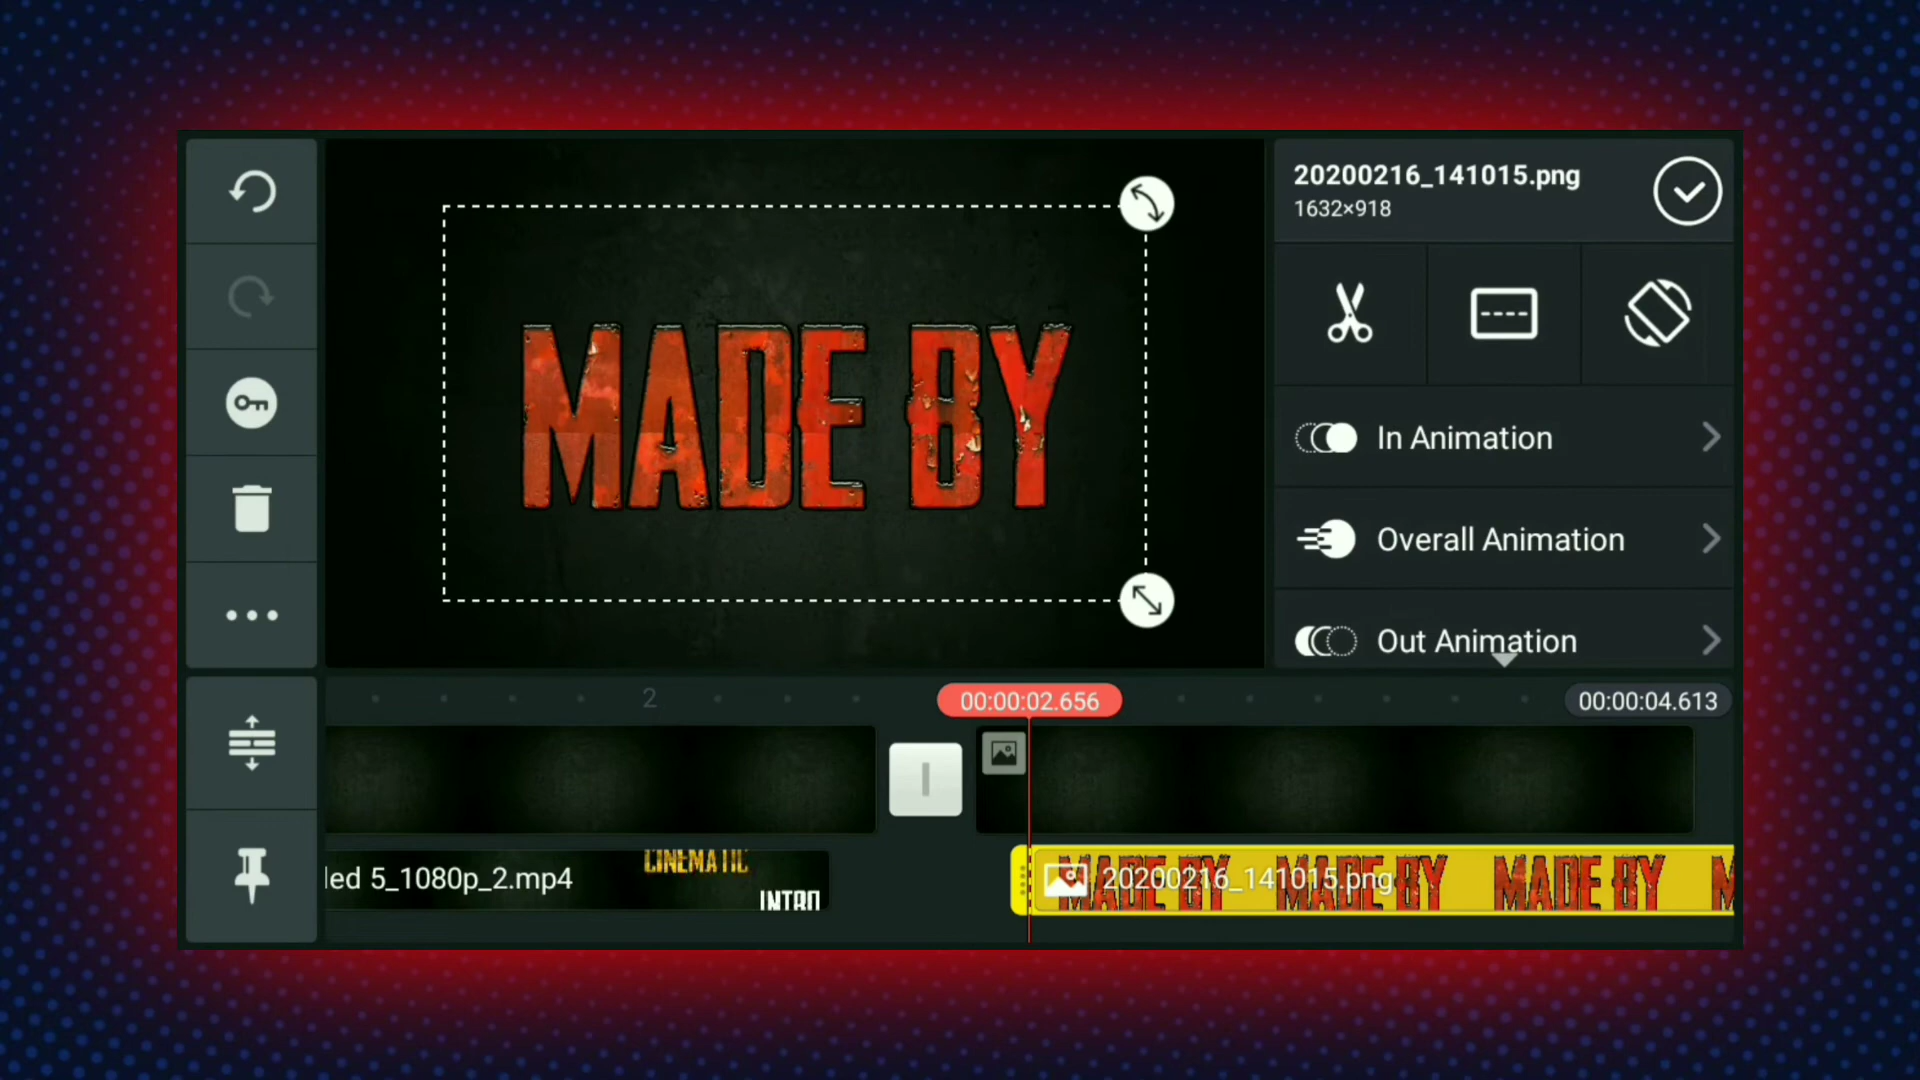 20200216_141015.png
1632×918
MADE BY
In Animation
Overall Animation
Out Animation
2
00:00:02.656
00:00:04.613
led 5_1080p_2.mp4
CINEMATIC
INTRO
20200216_141015.png
MADE BY MADE BY MADE BY M